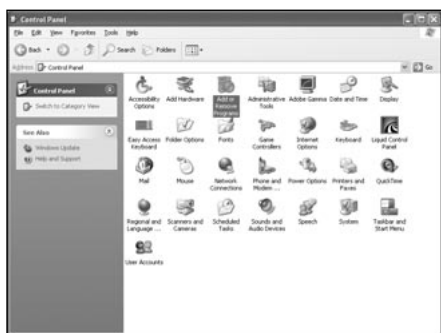 Control Panel
File Edit View Favorites Tools Help
Back Search Folders
Address Control Panel Go
Control Panel
Switch to Category View
See Also
Windows Update
Help and Support
Accessibility Options
Add Hardware
Add or Remove Programs
Administrative Tools
Adobe Gamma
Date and Time
Display
Easy Access Keyboard
Folder Options
Fonts
Game Controllers
Internet Options
Keyboard
Liquid Control Panel
Mail
Mouse
Network Connections
Phone and Modem ...
Power Options
Printers and Faxes
QuickTime
Regional and Language ...
Scanners and Cameras
Scheduled Tasks
Sounds and Audio Devices
Speech
System
Taskbar and Start Menu
User Accounts